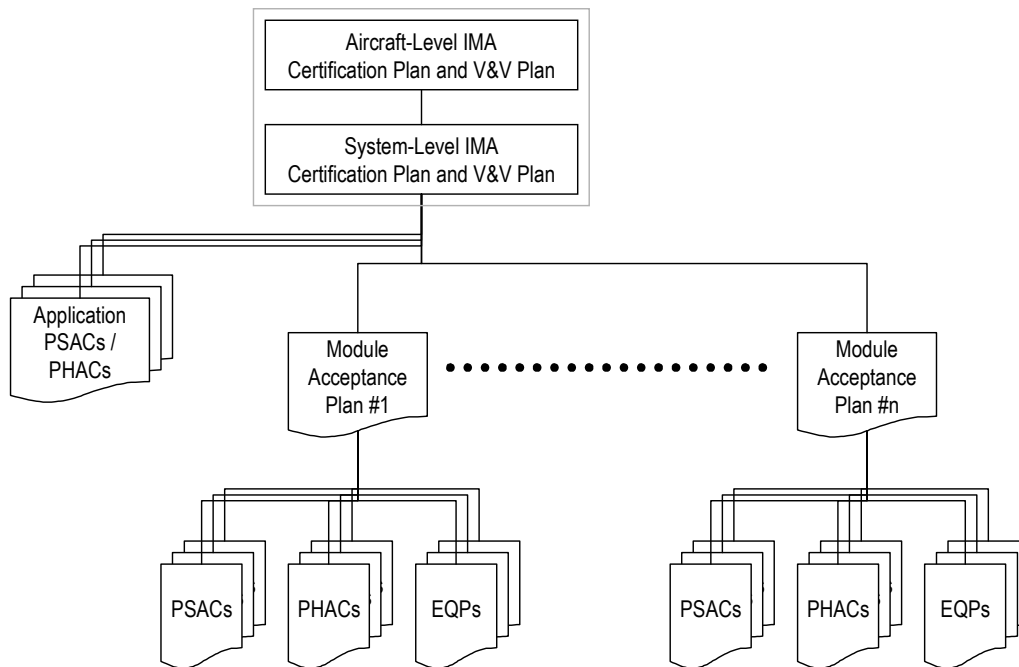 Aircraft-Level IMA
Certification Plan and V&V Plan
System-Level IMA
Certification Plan and V&V Plan
Application
PSACs /
PHACs
Module
Acceptance
Plan #1
Module
Acceptance
Plan #n
PSACs
PHACs
EQPs
PSACs
PHACs
EQPs